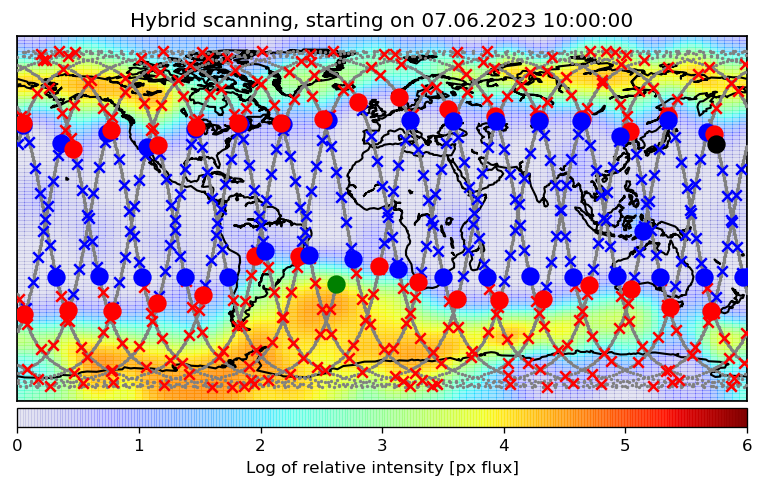 Hybrid scanning, starting on 07.06.2023 10:00:00
0 1 2 3 4 5 6
Log of relative intensity [px flux]